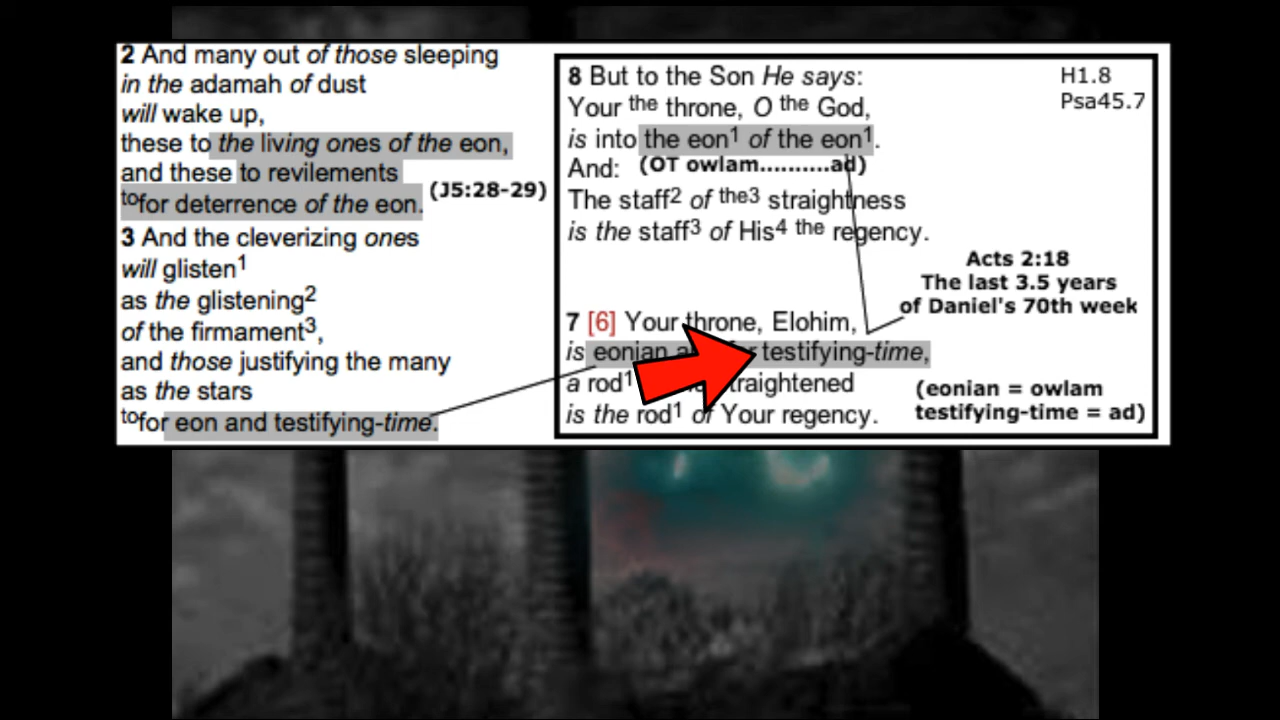 2 And many out of those sleeping
in the adamah of dust
will wake up,
these to the living ones of the eon,
and these to revilements
tofor deterrence of the eon.
(J5:28-29)
3 And the cleverizing ones
will glisten1
as the glistening2
of the firmament3,
and those justifying the many
as the stars
tofor eon and testifying-time.
8 But to the Son He says:
Your the throne, O the God,
is into the eon1 of the eon1.
And: (OT owlam..........ad)
The staff2 of the3 straightness
is the staff3 of His4 the regency.
H1.8
Psa45.7
Acts 2:18
The last 3.5 years
of Daniel's 70th week
7 [6] Your throne, Elohim,
is eonian testifying-time,
a rod1 straightened
is the rod1 of Your regency.
(eonian = owlam
testifying-time = ad)